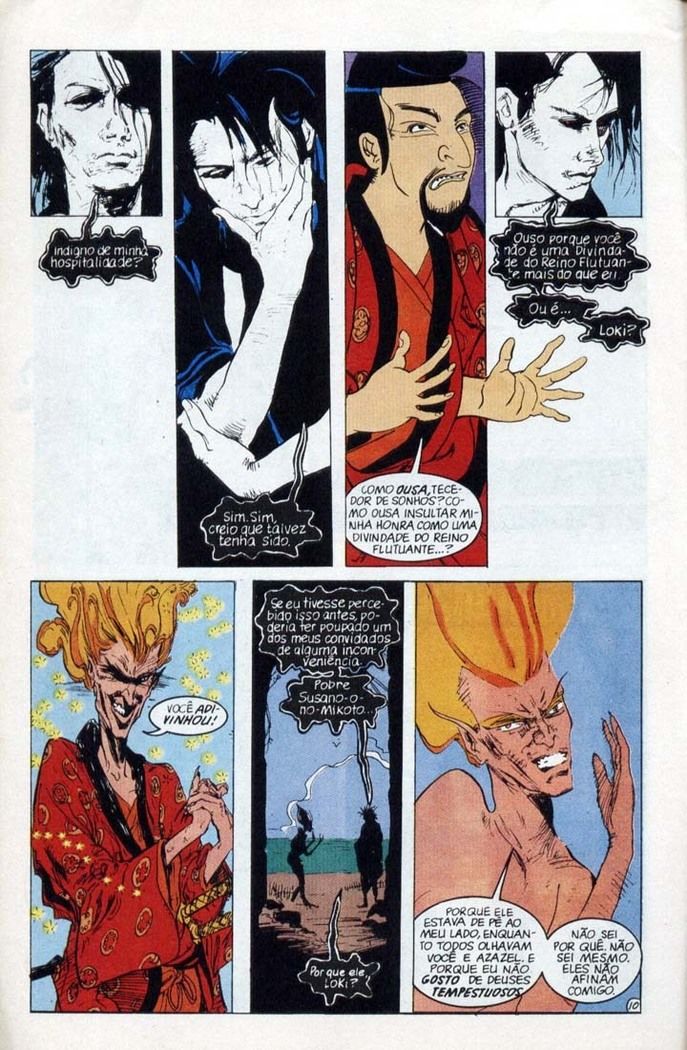 Indigno de minha
hospitalidade?
Sim. Sim,
creio que talvez
tenha sido.
COMO OUSA, TECE-
DOR DE SONHOS? CO-
MO OUSA INSULTAR MI-
NHA HONRA COMO UMA
DIVINDADE DO REINO
FLUTUANTE...?
Ouso porque você
não é uma Divinda-
de do Reino Flutuan-
te mais do que eu.
Ou é...
Loki?
VOCÊ ADI-
VINHOU!
Se eu tivesse perce-
bido isso antes, po-
deria ter poupado um
dos meus convidados
de alguma incon-
veniência.
Pobre
Susano-o-
no-Mikoto...
Por que ele,
Loki?
PORQUE ELE
ESTAVA DE PÉ AO
MEU LADO, ENQUAN-
TO TODOS OLHAVAM
VOCÊ E AZAZEL. E
PORQUE EU NÃO
GOSTO DE DEUSES
TEMPESTUOSOS.
NÃO SEI
POR QUÊ. NÃO
SEI MESMO.
ELES NÃO
AFINAM
COMIGO.
10